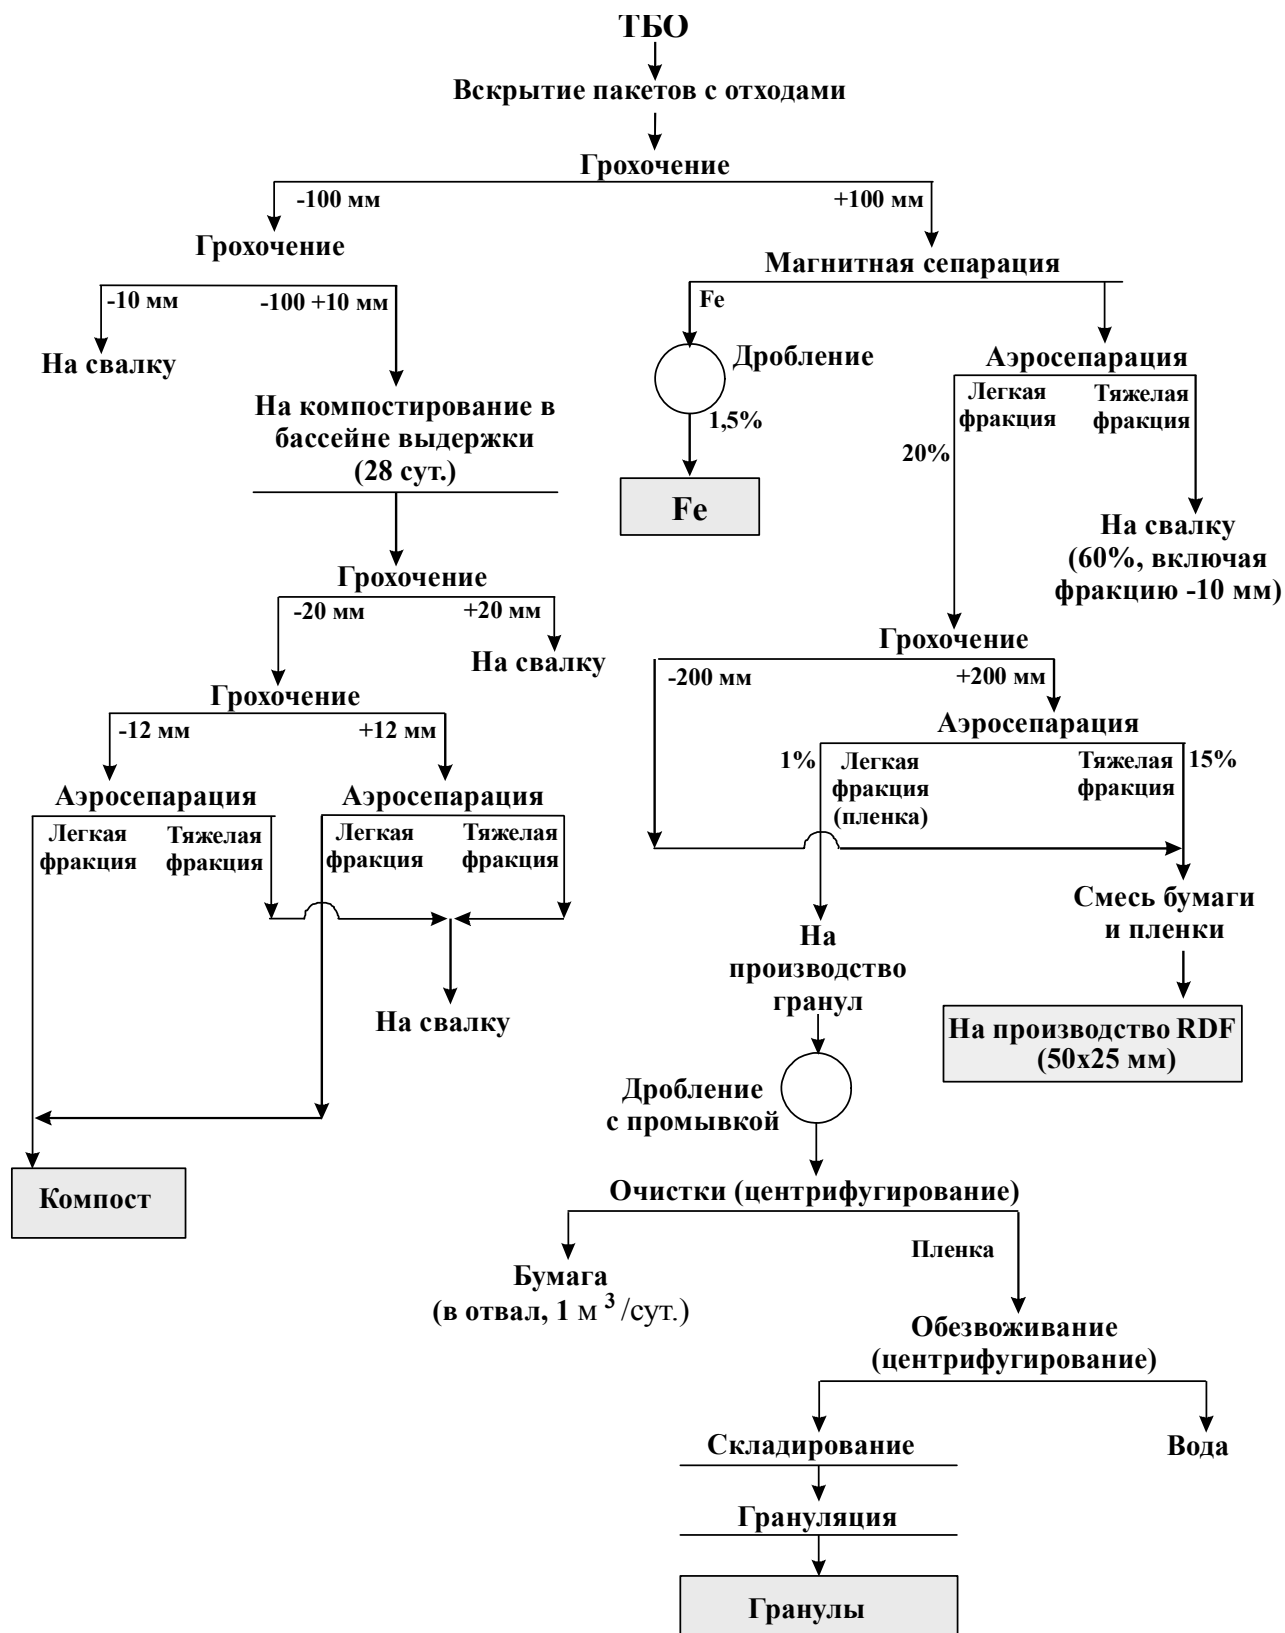 ТБО
Вскрытие пакетов с отходами
Грохочение
-100 мм
+100 мм
Грохочение
-10 мм
-100 +10 мм
На свалку
На компостирование в
бассейне выдержки
(28 сут.)
Грохочение
-20 мм
+20 мм
На свалку
Грохочение
-12 мм
+12 мм
Аэросепарация
Легкая
фракция
Тяжелая
фракция
Аэросепарация
Легкая
фракция
Тяжелая
фракция
На свалку
Компост
Магнитная сепарация
Fe
Дробление
1,5%
Fe
Аэросепарация
Легкая
фракция
Тяжелая
фракция
20%
На свалку
(60%, включая
фракцию -10 мм)
Грохочение
-200 мм
+200 мм
Аэросепарация
1%
Легкая
фракция
(пленка)
Тяжелая
фракция
15%
Смесь бумаги
и пленки
На производство RDF
(50х25 мм)
На
производство
гранул
Дробление
с промывкой
Очистки (центрифугирование)
Бумага
(в отвал, 1 м 3 /сут.)
Пленка
Обезвоживание
(центрифугирование)
Складирование
Вода
Грануляция
Гранулы